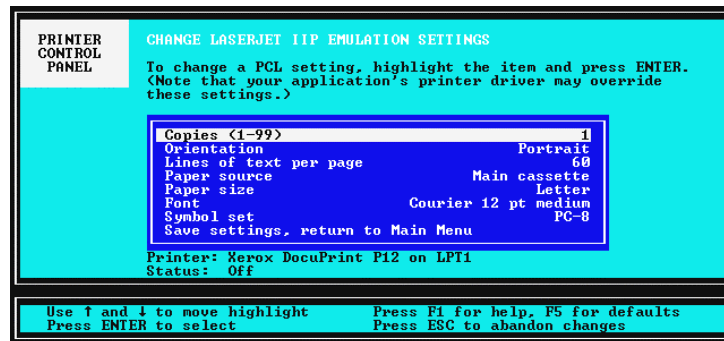 PRINTER
CONTROL
PANEL
CHANGE LASERJET IIP EMULATION SETTINGS
To change a PCL setting, highlight the item and press ENTER.
(Note that your application's printer driver may override
these settings.)
Copies (1-99) 1
Orientation Portrait
Lines of text per page 60
Paper source Main cassette
Paper size Letter
Font Courier 12 pt medium
Symbol set PC-8
Save settings, return to Main Menu
Printer: Xerox DocuPrint P12 on LPT1
Status: Off
Use ↑ and ↓ to move highlight Press F1 for help, F5 for defaults
Press ENTER to select Press ESC to abandon changes